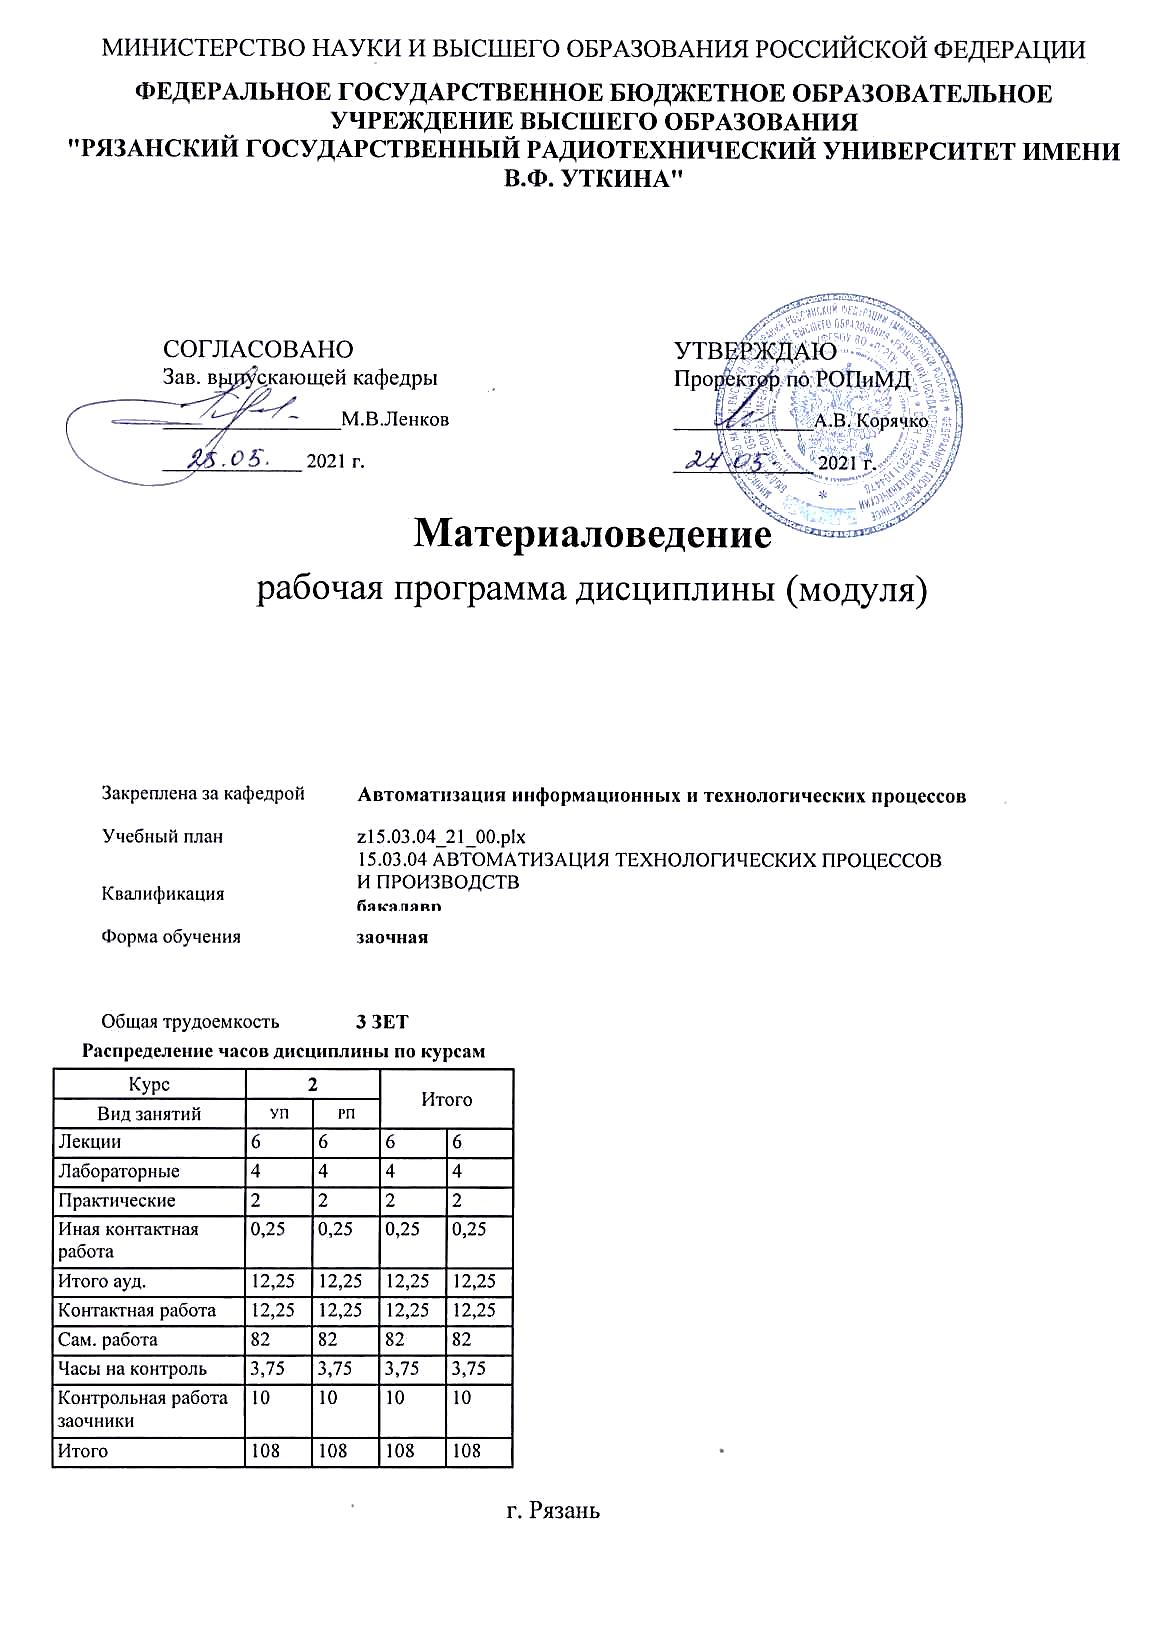 МИНИСТЕРСТВО НАУКИ И ВЫСШЕГО ОБРАЗОВАНИЯ РОССИЙСКОЙ ФЕДЕРАЦИИ
ФЕДЕРАЛЬНОЕ ГОСУДАРСТВЕННОЕ БЮДЖЕТНОЕ ОБРАЗОВАТЕЛЬНОЕ
УЧРЕЖДЕНИЕ ВЫСШЕГО ОБРАЗОВАНИЯ
"РЯЗАНСКИЙ ГОСУДАРСТВЕННЫЙ РАДИОТЕХНИЧЕСКИЙ УНИВЕРСИТЕТ ИМЕНИ
В.Ф. УТКИНА"
СОГЛАСОВАНО
Зав. выпускающей кафедры
М.В.Ленков
25.05. 2021 г.
УТВЕРЖДАЮ
Проректор по РОПиМД
А.В. Корячко
27.05. 2021 г.
Материаловедение
рабочая программа дисциплины (модуля)
Закреплена за кафедрой Автоматизация информационных и технологических процессов
Учебный план z15.03.04_21_00.plx
15.03.04 АВТОМАТИЗАЦИЯ ТЕХНОЛОГИЧЕСКИХ ПРОЦЕССОВ
И ПРОИЗВОДСТВ
Квалификация бакалавр
Форма обучения заочная
Общая трудоемкость 3 ЗЕТ
Распределение часов дисциплины по курсам
Курс 2 Итого
Вид занятий УП РП
Лекции 6 6 6 6
Лабораторные 4 4 4 4
Практические 2 2 2 2
Иная контактная
работа 0,25 0,25 0,25 0,25
Итого ауд. 12,25 12,25 12,25 12,25
Контактная работа 12,25 12,25 12,25 12,25
Сам. работа 82 82 82 82
Часы на контроль 3,75 3,75 3,75 3,75
Контрольная работа
заочники 10 10 10 10
Итого 108 108 108 108
г. Рязань